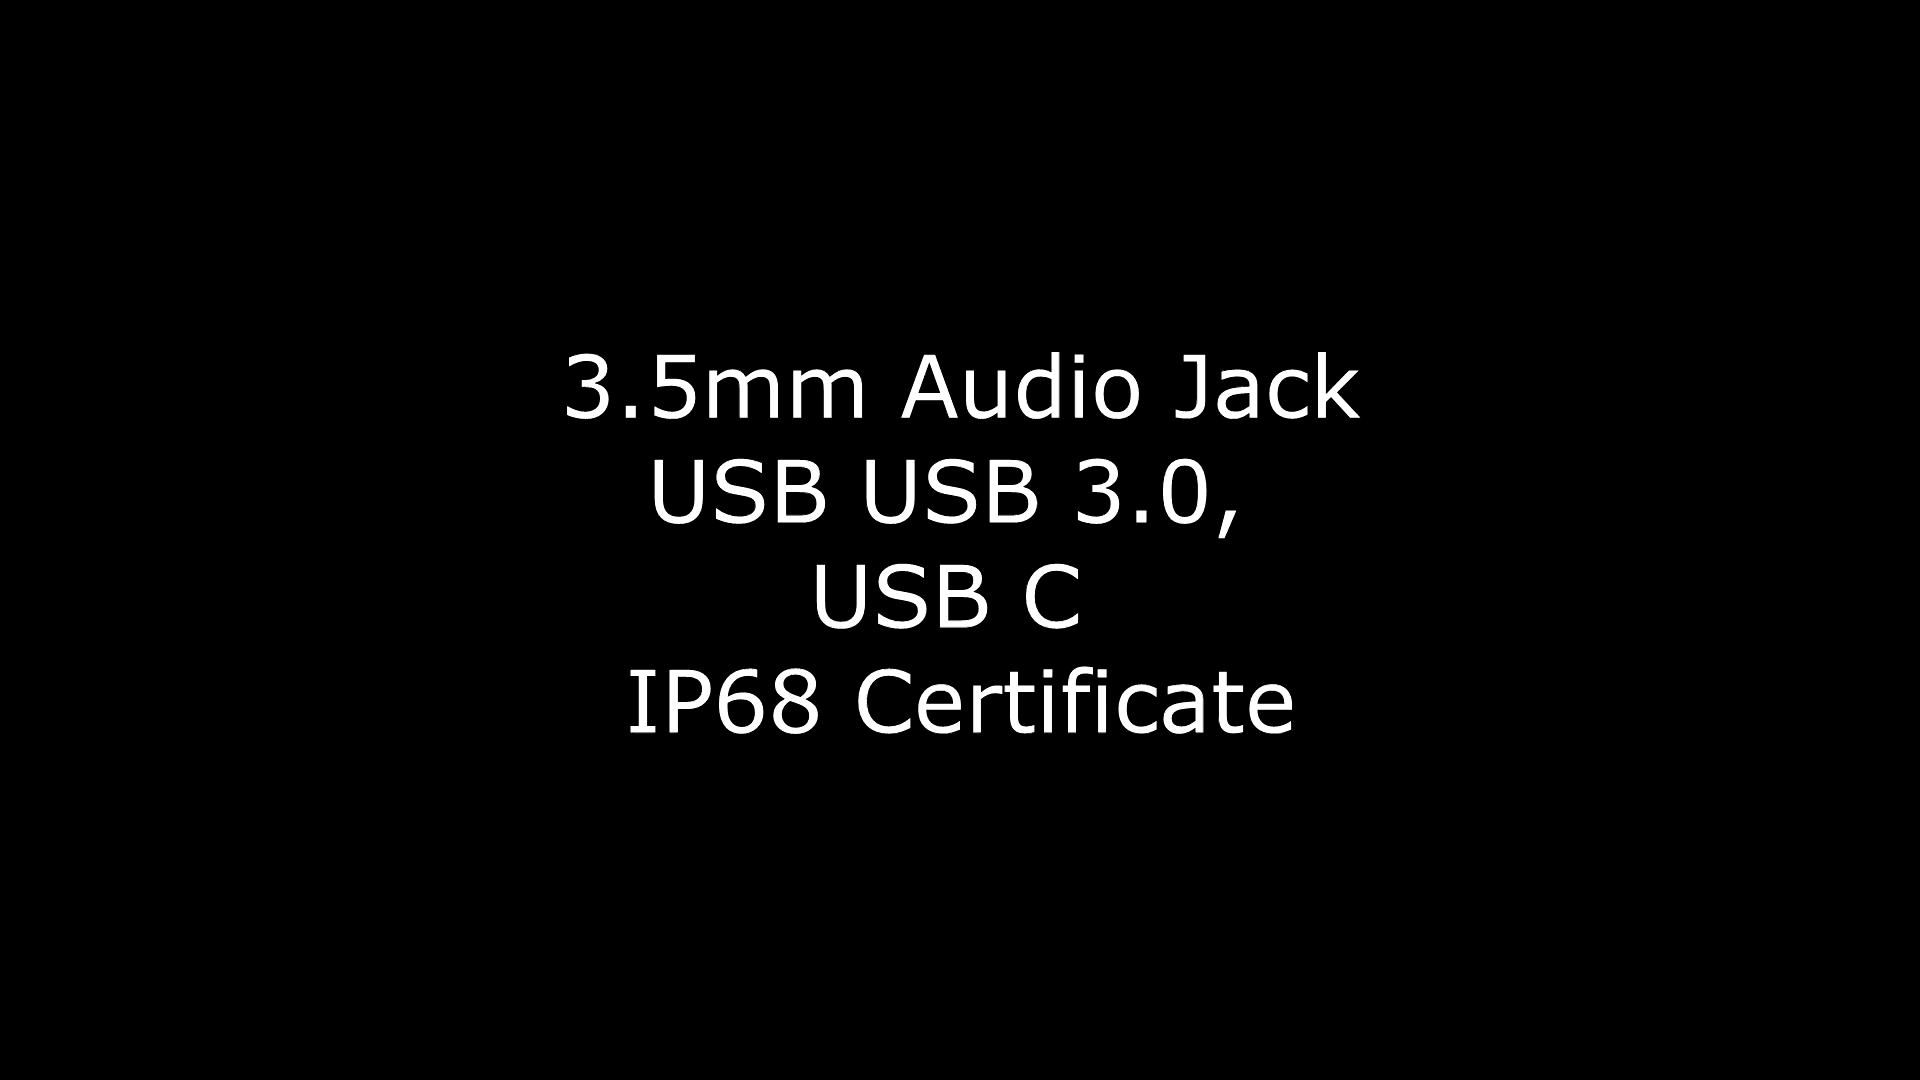 3.5mm Audio Jack
USB USB 3.0,
USB C
IP68 Certificate